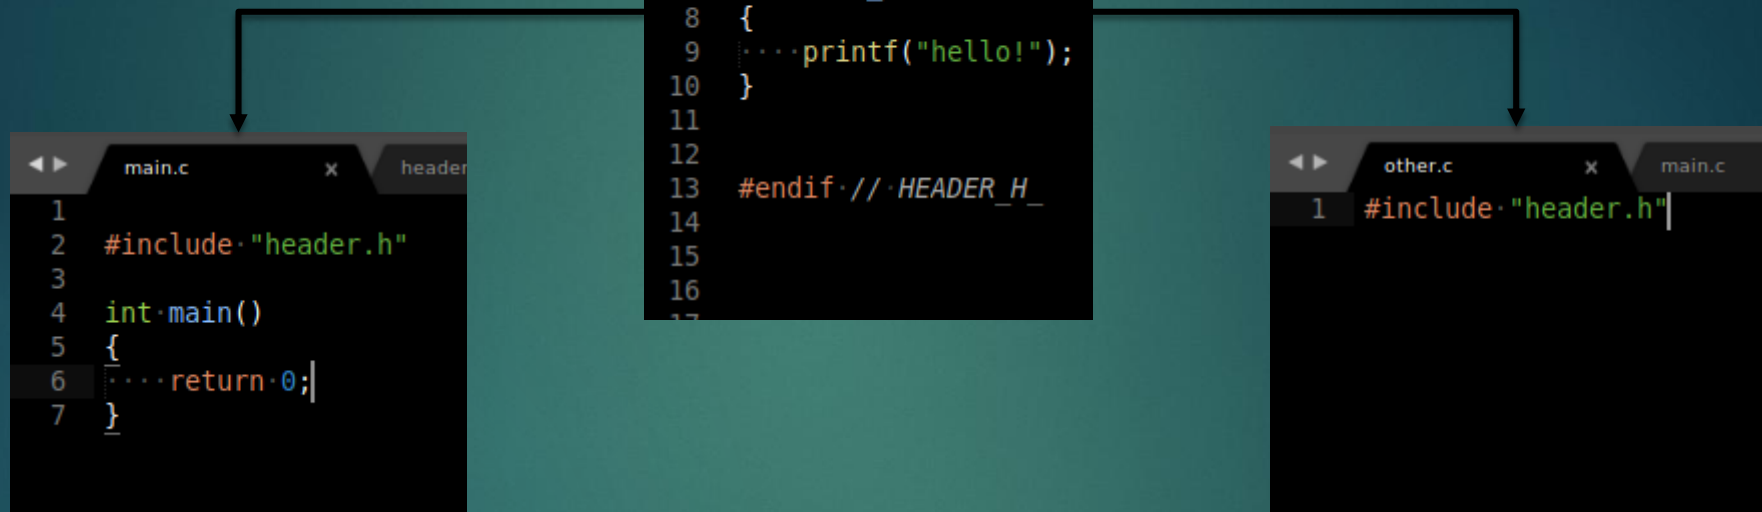 8 {
9 ····printf("hello!");
10 }
11
12
13 #endif·//·HEADER_H_
14
15
16
main.c x header
1
2 #include·"header.h"
3
4 int·main()
5 {
6 ····return·0;
7 }
other.c x main.c
1 #include·"header.h"